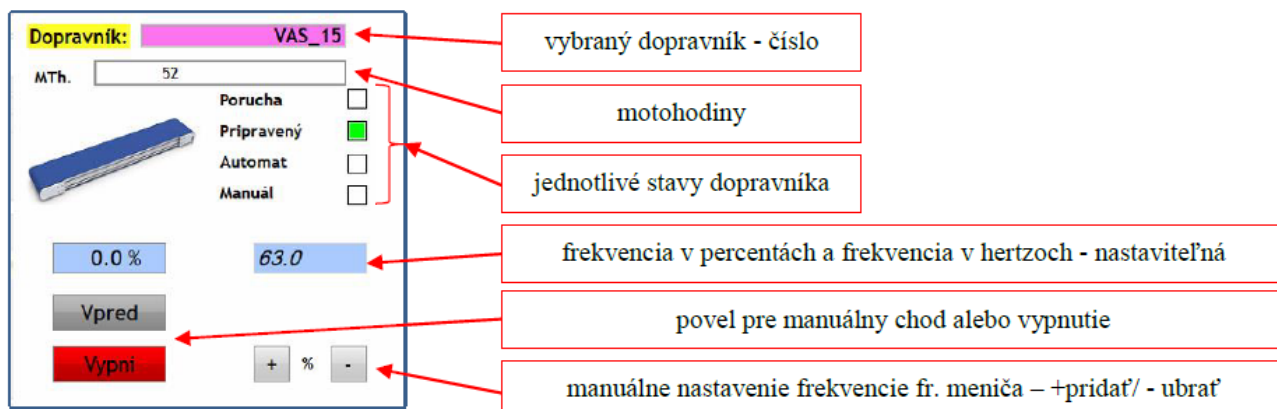 Dopravník: VAS_15
vybraný dopravník - číslo
MTh. 52
motohodiny
Porucha
Pripravený
Automat
Manuál
jednotlivé stavy dopravníka
0.0 % 63.0
frekvencia v percentách a frekvencia v hertzoch - nastaviteľná
Vpred
povel pre manuálny chod alebo vypnutie
Vypni
+ % -
manuálne nastavenie frekvencie fr. meniča – +pridať/ - ubrať